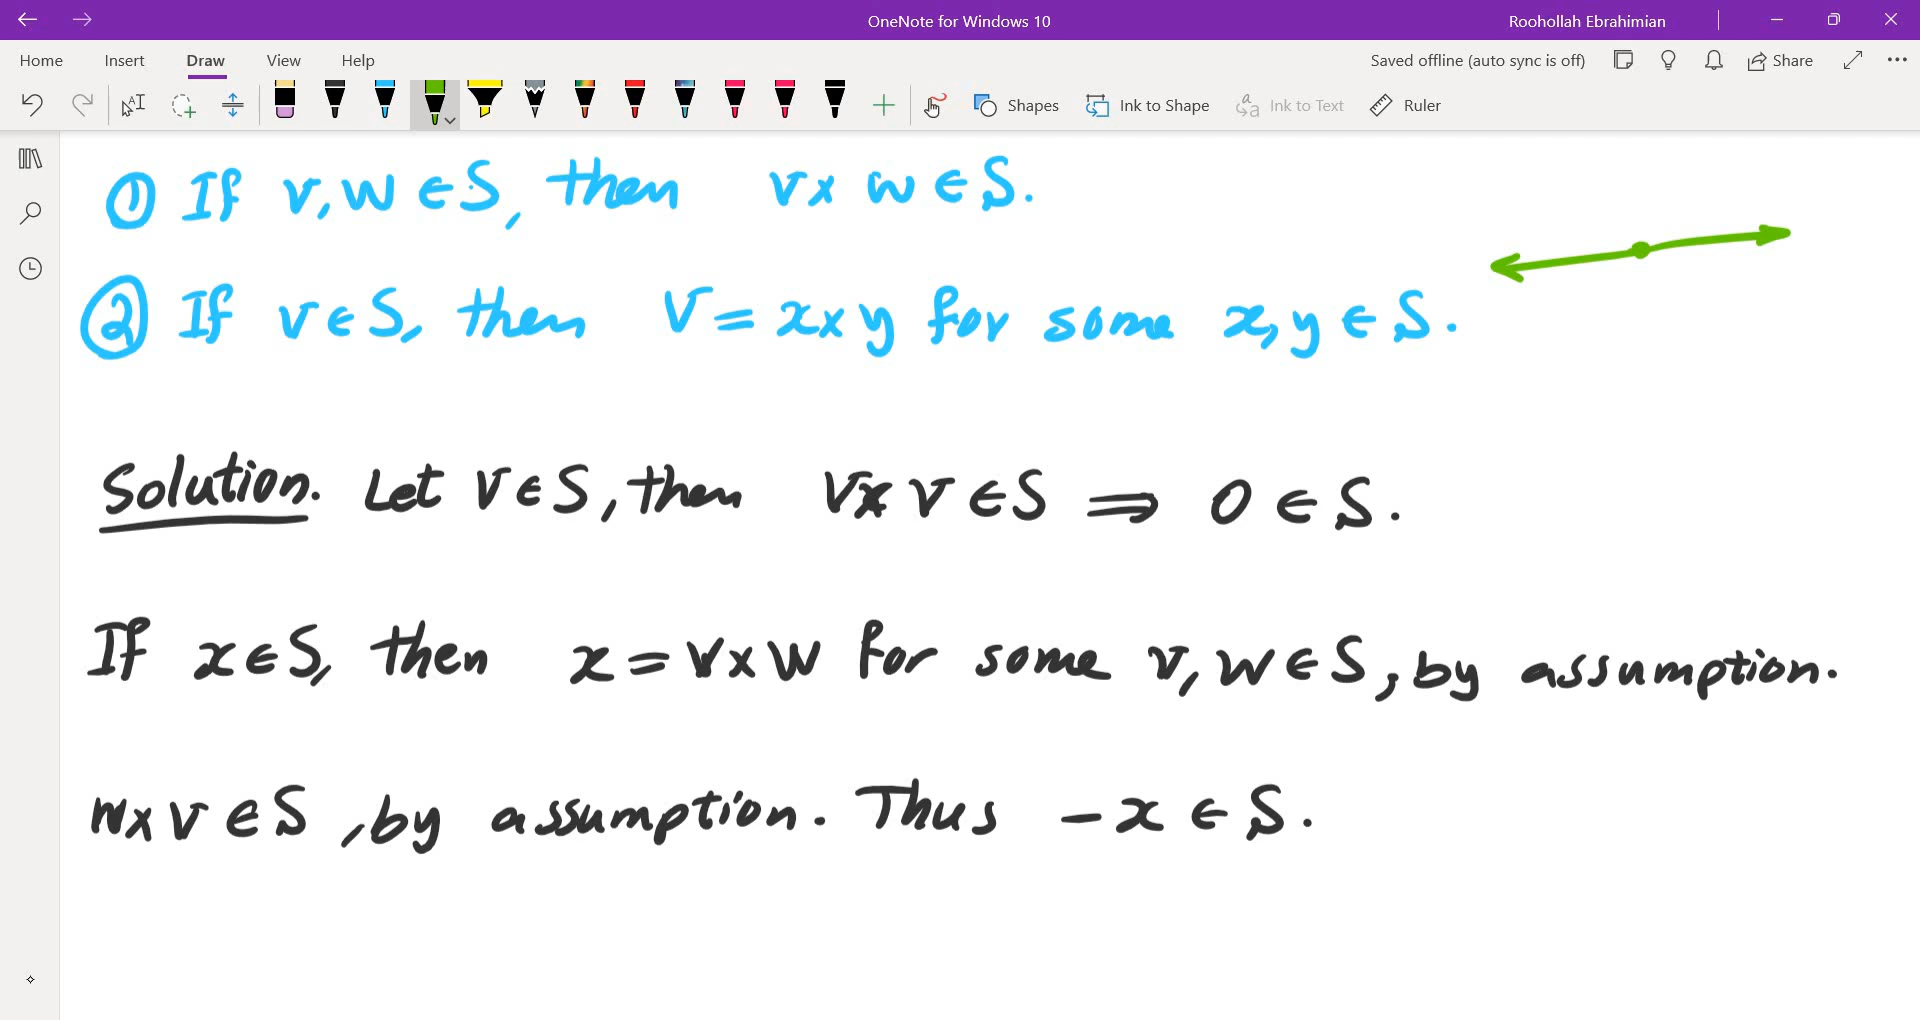 OneNote for Windows 10
Roohollah Ebrahimian
Home Insert Draw View Help
Saved offline (auto sync is off) Share
Shapes Ink to Shape Ink to Text Ruler
① If v, w ∈ S, then v × w ∈ S.
② If v ∈ S, then v = x × y for some x, y ∈ S.
Solution. Let v ∈ S, then v × v ∈ S ⟹ 0 ∈ S.
If x ∈ S, then x = v × w for some v, w ∈ S, by assumption.
w × v ∈ S, by assumption. Thus -x ∈ S.